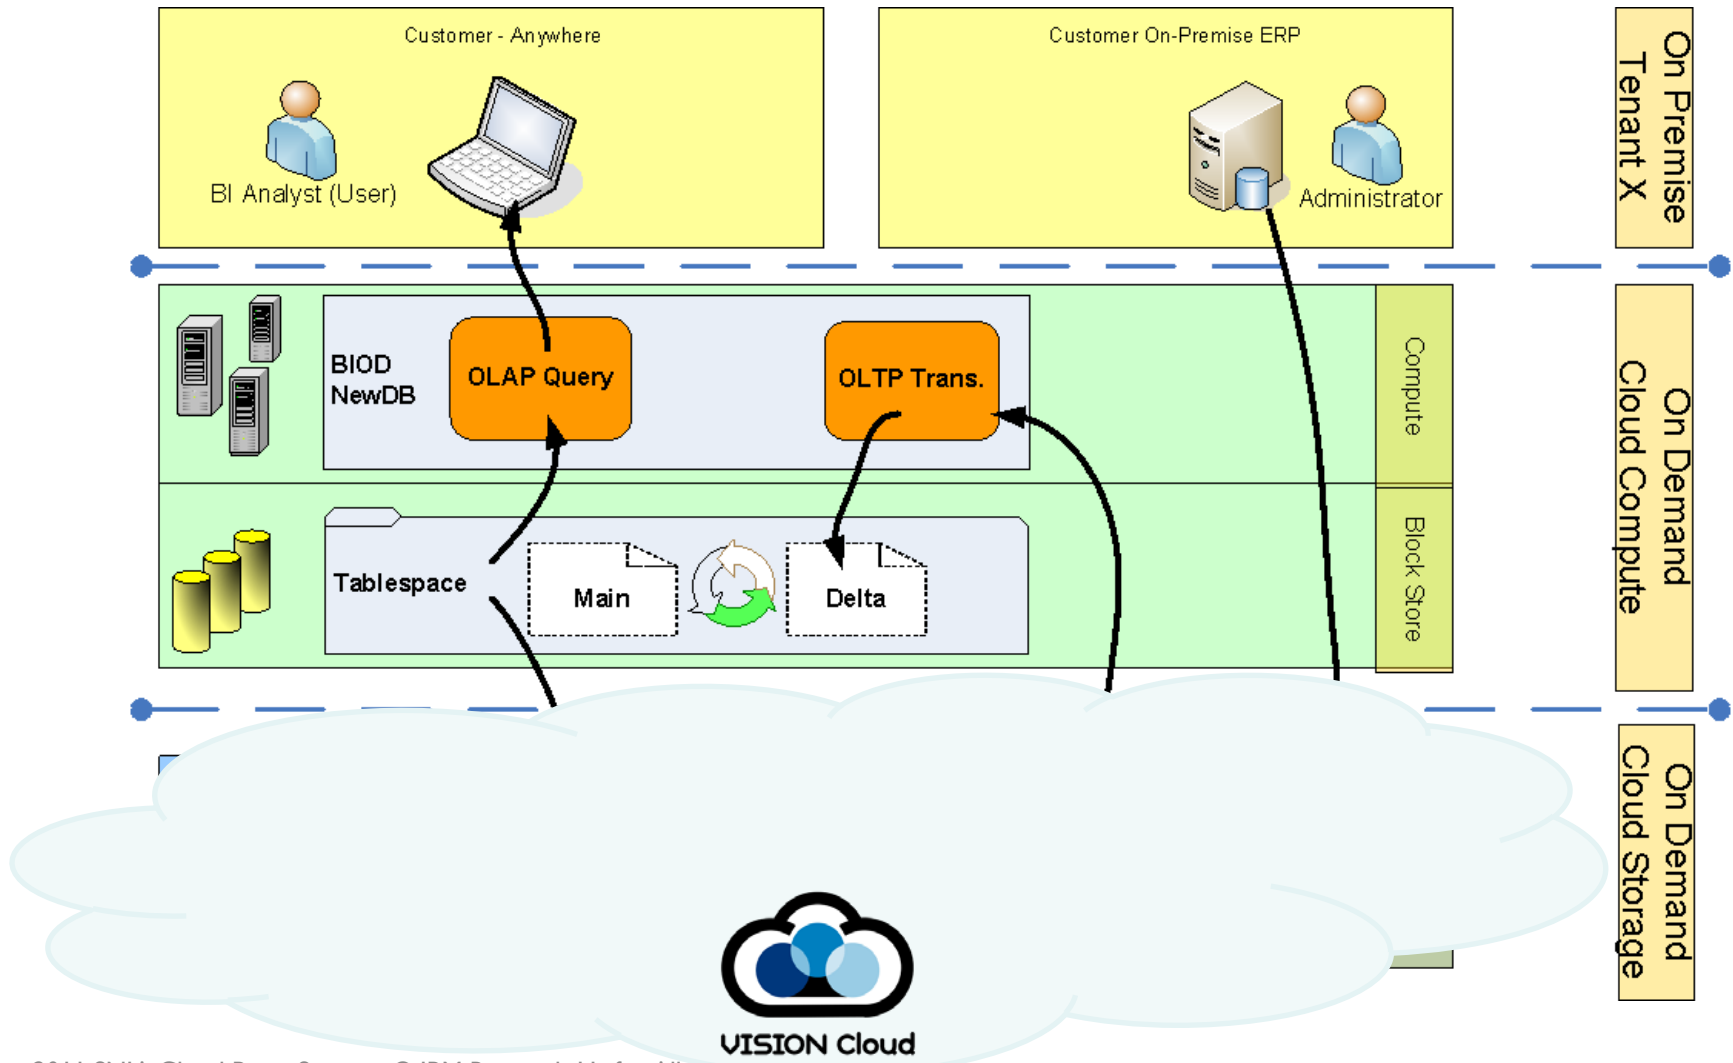 Customer - Anywhere
Customer On-Premise ERP
BI Analyst (User)
Administrator
On Premise
Tenant X
BIOD
NewDB
OLAP Query
OLTP Trans.
Compute
Tablespace
Main
Delta
Block Store
On Demand
Cloud Compute
On Demand
Cloud Storage
VISION Cloud